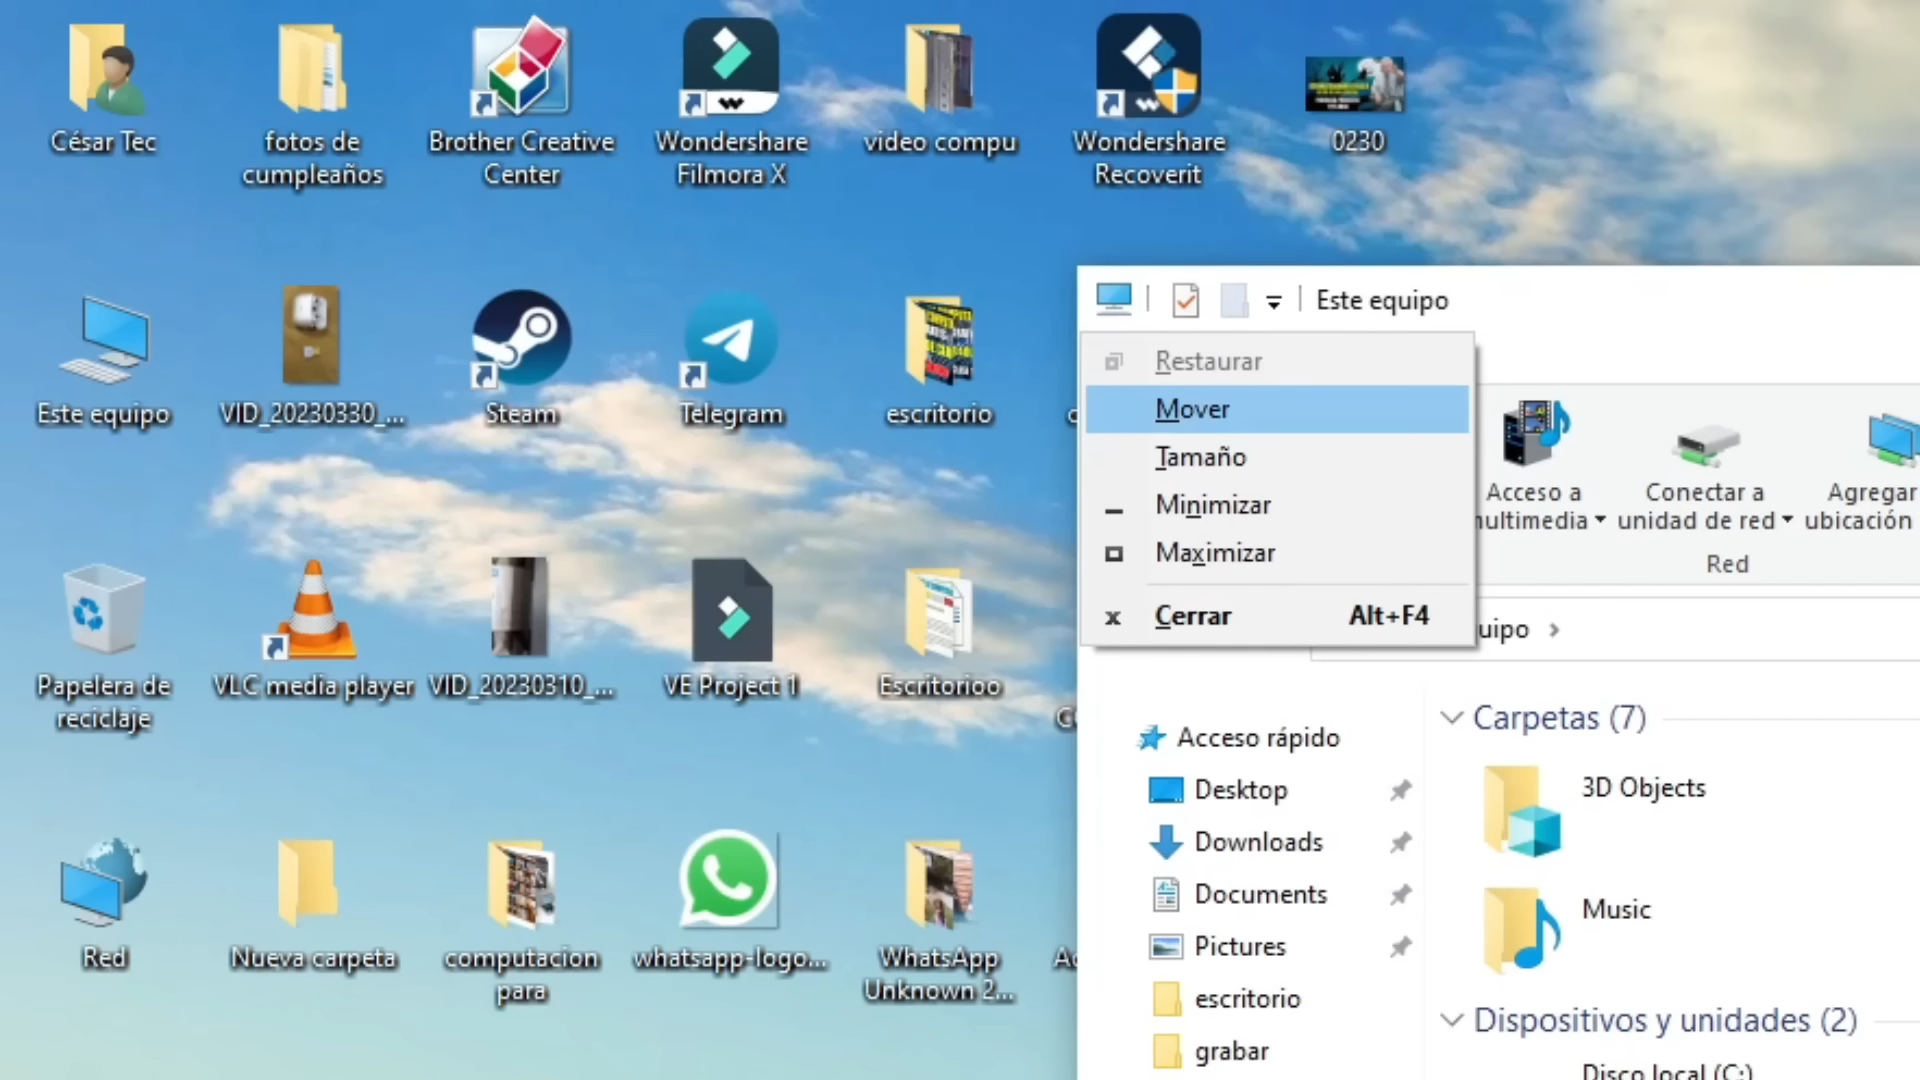 César Tec
fotos de
cumpleaños
Brother Creative
Center
Wondershare
Filmora X
video compu
Wondershare
Recoverit
0230
Este equipo
VID_20230330_...
Steam
Telegram
escritorio
Papelera de
reciclaje
VLC media player
VID_20230310_...
VE Project 1
Escritorioo
Red
Nueva carpeta
computacion
para
whatsapp-logo...
WhatsApp
Unknown 2...
Este equipo
Restaurar
Mover
Tamaño
Minimizar
Maximizar
Cerrar Alt+F4
Acceso a
multimedia
Conectar a
unidad de red
Agregar
ubicación
Red
uipo
Acceso rápido
Desktop
Downloads
Documents
Pictures
escritorio
grabar
Carpetas (7)
3D Objects
Music
Dispositivos y unidades (2)
Disco local (C:)